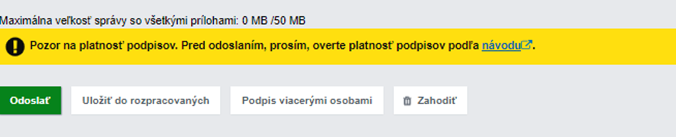 Maximálna veľkosť správy so všetkými prílohami: 0 MB /50 MB
Pozor na platnosť podpisov. Pred odoslaním, prosím, overte platnosť podpisov podľa návodu.
Odoslať Uložiť do rozpracovaných Podpis viacerými osobami Zahodiť